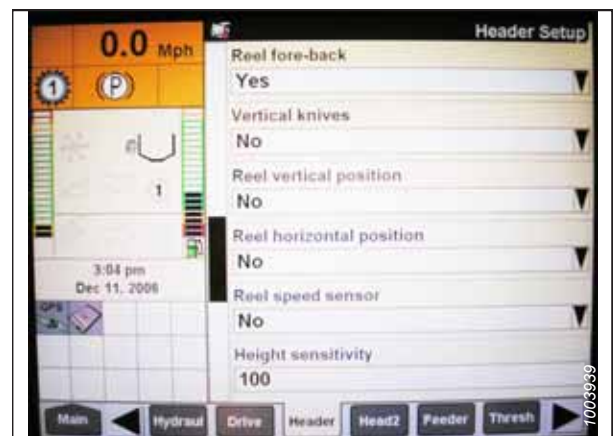 0.0 Mph
1
(P)
1
3:04 pm
Dec 11, 2006
GPS
Header Setup
Reel fore-back
Yes
Vertical knives
No
Reel vertical position
No
Reel horizontal position
No
Reel speed sensor
No
Height sensitivity
100
Main
Hydraul
Drive
Header
Head2
Feeder
Thresh
1003939